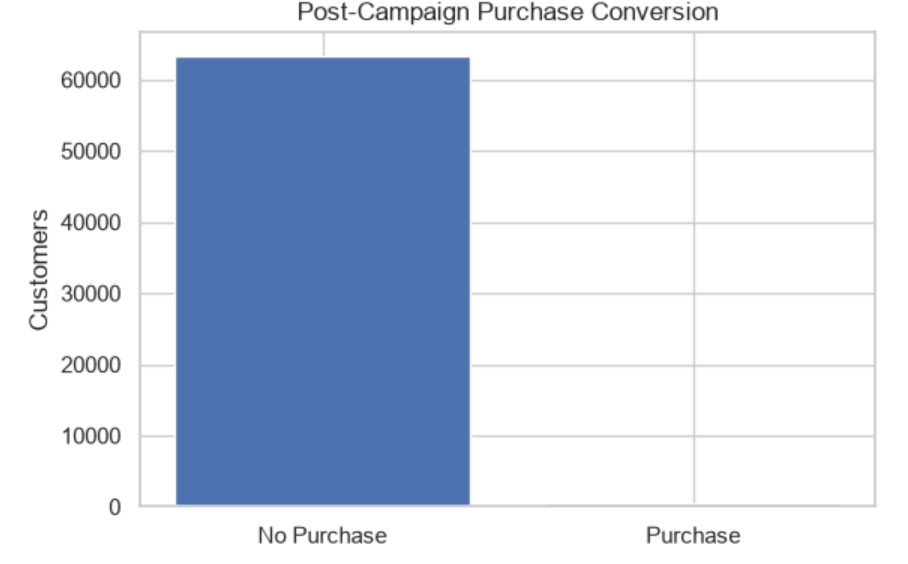 Post-Campaign Purchase Conversion
Customers
60000
50000
40000
30000
20000
10000
0
No Purchase
Purchase